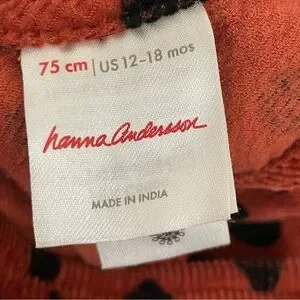 75 cm | US 12-18 mos
hanna andersson
MADE IN INDIA